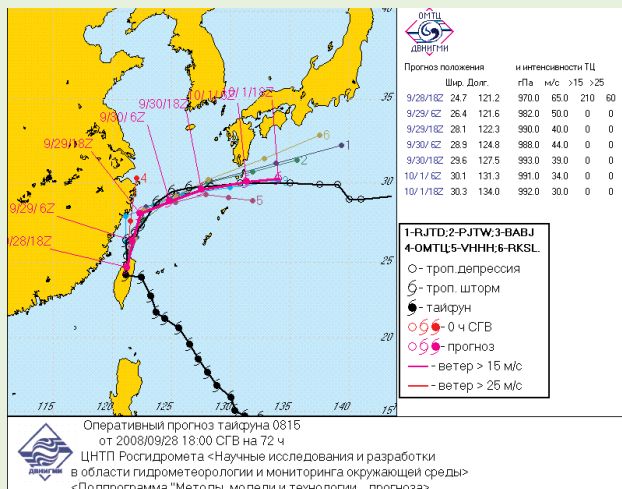 ОМТЦ
ДВНИГМИ
Прогноз положения и интенсивности ТЦ
Шир. Долг. гПа м/с >15 >25
9/28/18Z 24.7 121.2 970.0 65.0 210 60
9/29/ 6Z 26.4 121.6 982.0 50.0 0 0
9/29/18Z 28.1 122.3 990.0 40.0 0 0
9/30/ 6Z 28.9 124.8 988.0 44.0 0 0
9/30/18Z 29.6 127.5 993.0 39.0 0 0
10/ 1/ 6Z 30.1 131.3 991.0 34.0 0 0
10/ 1/18Z 30.3 134.0 992.0 30.0 0 0
1-RJTD;2-PJTW;3-BABJ
4-ОМТЦ;5-VHHH;6-RKSL.
- троп.депрессия
- троп. шторм
- тайфун
- 0 ч СГВ
- прогноз
- ветер > 15 м/с
- ветер > 25 м/с
35
30
25
20
15
9/30/18Z
9/30/ 6Z
9/29/18Z
9/29/ 6Z
9/28/18Z
6
1
2
4
5
115 120 125 130 135 140
Оперативный прогноз тайфуна 0815
от 2008/09/28 18:00 СГВ на 72 ч
ЦНТП Росгидромета <Научные исследования и разработки
в области гидрометеорологии и мониторинга окружающей среды>
<Подпрограмма "Методы, модели и технологии прогноза>
ДВНИГМИ